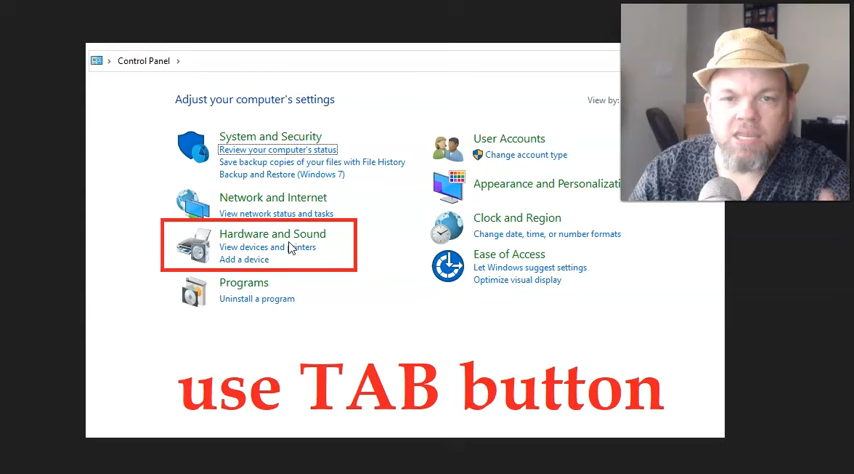 Control Panel
Adjust your computer's settings
View by:
System and Security
Review your computer's status
Save backup copies of your files with File History
Backup and Restore (Windows 7)
Network and Internet
View network status and tasks
Hardware and Sound
View devices and printers
Add a device
Programs
Uninstall a program
User Accounts
Change account type
Appearance and Personalizati
Clock and Region
Change date, time, or number formats
Ease of Access
Let Windows suggest settings
Optimize visual display
use TAB button